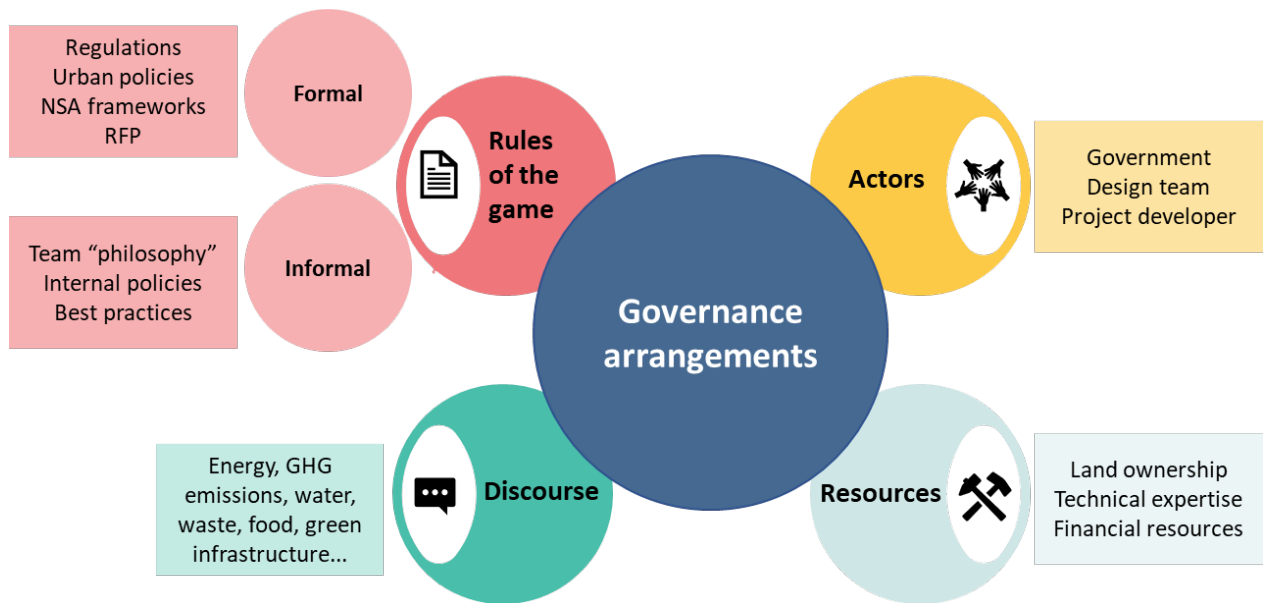 Regulations
Urban policies
NSA frameworks
RFP
Formal
Rules
of the
game
Team “philosophy”
Internal policies
Best practices
Informal
Actors
Government
Design team
Project developer
Governance
arrangements
Energy, GHG
emissions, water,
waste, food, green
infrastructure...
Discourse
Resources
Land ownership
Technical expertise
Financial resources